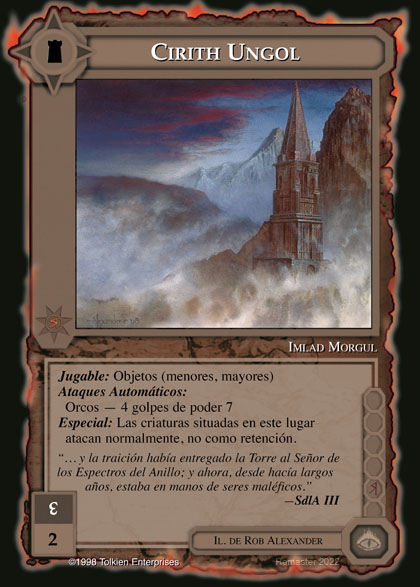 CIRITH UNGOL
IMLAD MORGUL
Jugable: Objetos (menores, mayores)
Ataques Automáticos:
Orcos — 4 golpes de poder 7
Especial: Las criaturas situadas en este lugar
atacan normalmente, no como retención.
“… y la traición había entregado la Torre al Señor de
los Espectros del Anillo; y ahora, desde hacía largos
años, estaba en manos de seres maléficos.”
–SdlA III
2
IL. DE ROB ALEXANDER
©1998 Tolkien Enterprises
Remaster 2022